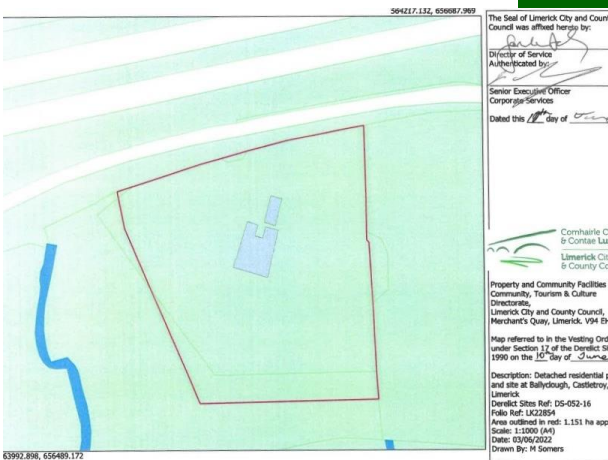 564217.132, 656687.969
The Seal of Limerick City and Count
Council was affixed hereto by:
Director of Service
Authenticated by:
Senior Executive Officer
Corporate Services
Dated this 10th day of
Comhairle C
& Contae Lu
Limerick Cit
& County Co
Property and Community Facilities
Community, Tourism & Culture
Directorate,
Limerick City and County Council,
Merchant's Quay, Limerick. V94 EH
Map referred to in the Vesting Ord
under Section 17 of the Derelict Si
1990 on the 10th day of June
Description: Detached residential p
and site at Ballyclough, Castletroy,
Limerick
Derelict Sites Ref: DS-052-16
Folio Ref: LK22854
Area outlined in red: 1.151 ha app
Scale: 1:1000 (A4)
Date: 03/06/2022
Drawn By: M Somers
63992.898, 656489.172